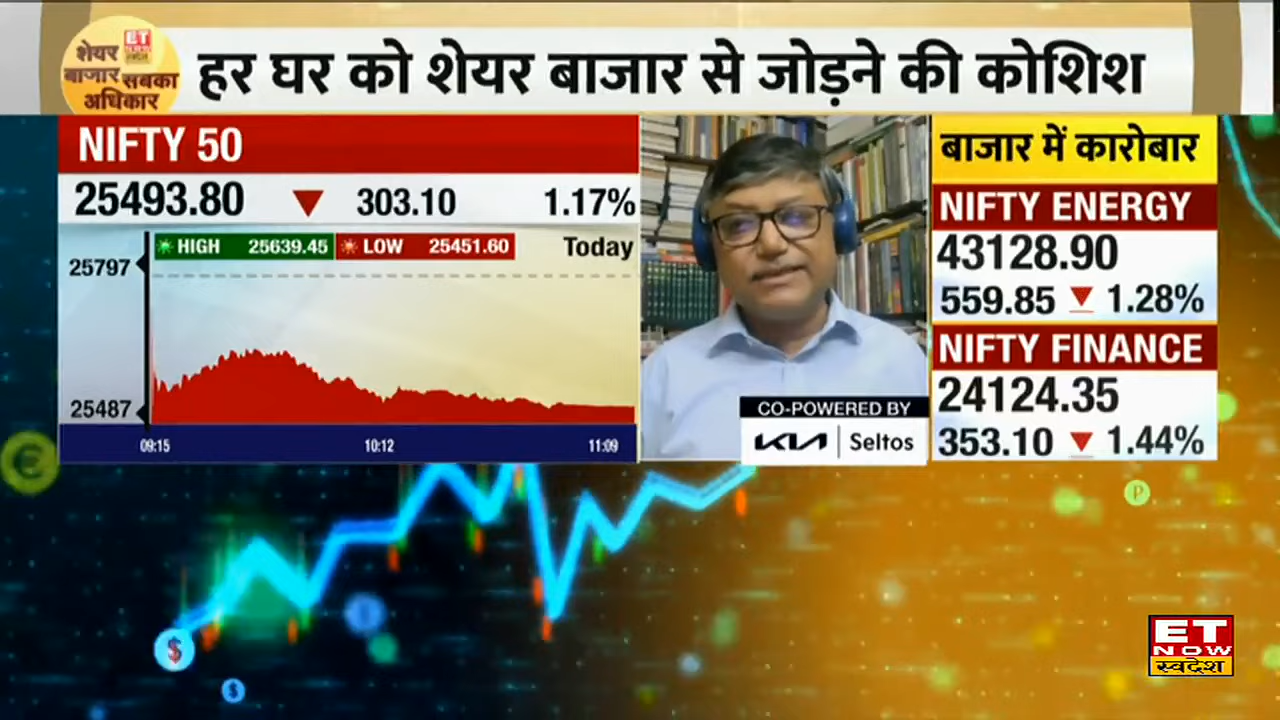 शेयर
ET
NOW
स्वदेश
बाजार सबका
अधिकार
हर घर को शेयर बाजार से जोड़ने की कोशिश
NIFTY 50
25493.80 ▼ 303.10 1.17%
HIGH 25639.45 LOW 25451.60 Today
25797
25487
09:15 10:12 11:09
CO-POWERED BY
KIA Seltos
बाजार में कारोबार
NIFTY ENERGY
43128.90
559.85 ▼ 1.28%
NIFTY FINANCE
24124.35
353.10 ▼ 1.44%
€
$
$
P
ET
NOW
स्वदेश